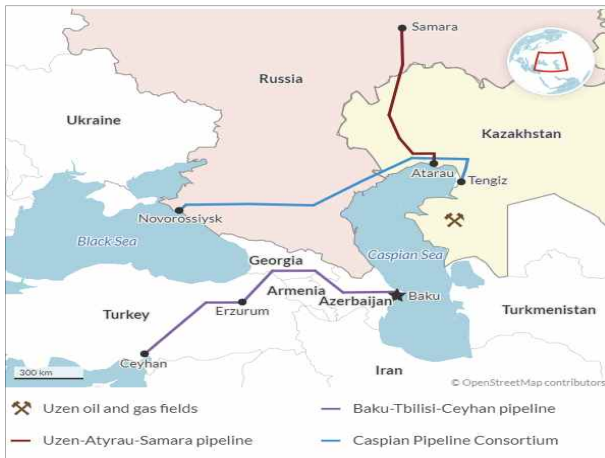 Samara
Russia
Ukraine
Kazakhstan
Atarau
Tengiz
Novorossiysk
Black Sea
Caspian Sea
Georgia
Armenia
Azerbaijan
Baku
Turkmenistan
Turkey
Erzurum
Ceyhan
Iran
300 km
© OpenStreetMap contributors
Uzen oil and gas fields
Baku-Tbilisi-Ceyhan pipeline
Uzen-Atyrau-Samara pipeline
Caspian Pipeline Consortium